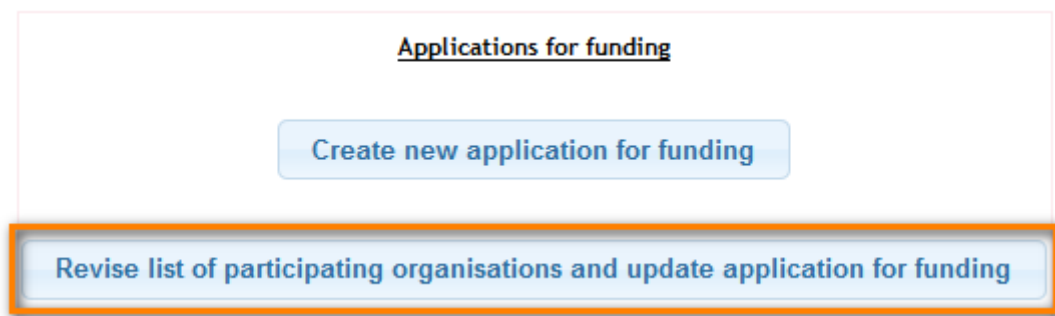 Applications for funding
Create new application for funding
Revise list of participating organisations and update application for funding